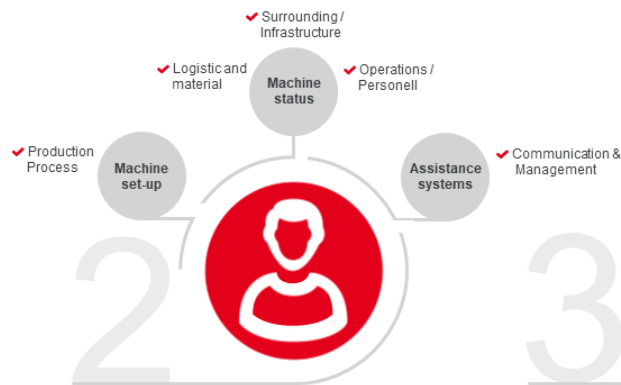 ✓ Surrounding /
Infrastructure
✓ Logistic and
material
Machine
status
✓ Operations /
Personell
✓ Production
Process
Machine
set-up
Assistance
systems
✓ Communication &
Management
2
3